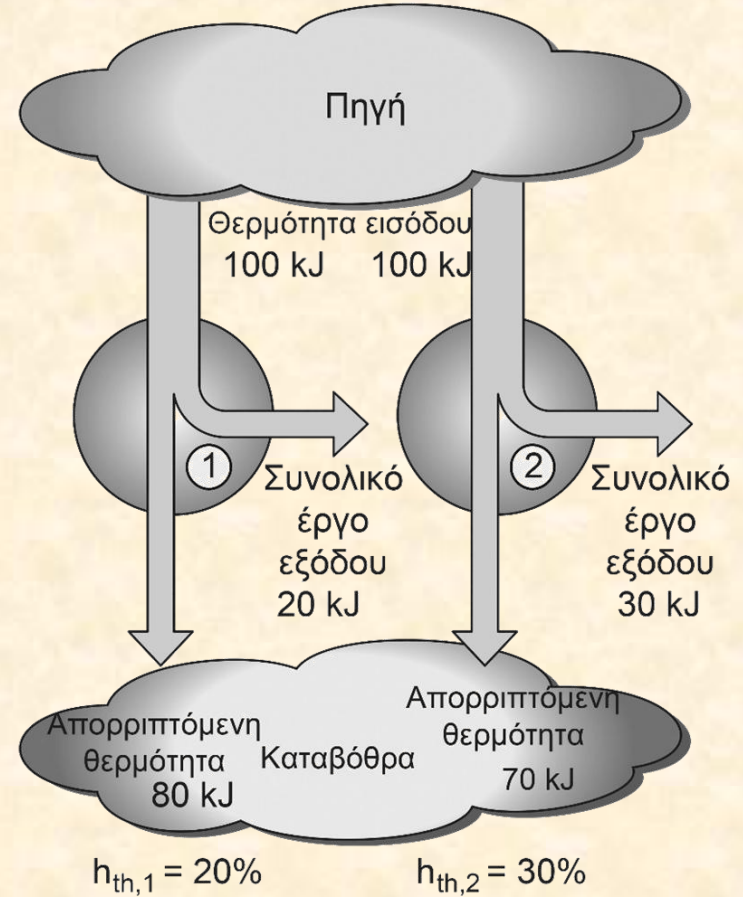 Πηγή
Θερμότητα εισόδου
100 kJ 100 kJ
1
Συνολικό
έργο
εξόδου
20 kJ
2
Συνολικό
έργο
εξόδου
30 kJ
Απορριπτόμενη
θερμότητα
80 kJ
Καταβόθρα
Απορριπτόμενη
θερμότητα
70 kJ
h_th,1 = 20%
h_th,2 = 30%